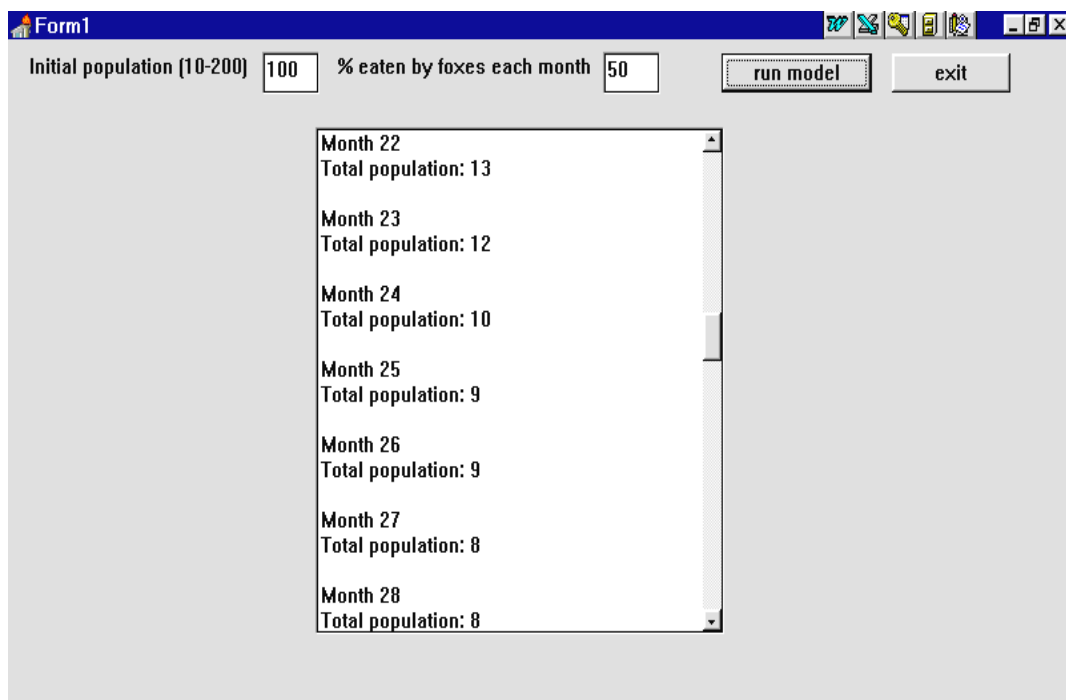 Form1
Initial population (10-200) 100 % eaten by foxes each month 50 run model exit
Month 22
Total population: 13
Month 23
Total population: 12
Month 24
Total population: 10
Month 25
Total population: 9
Month 26
Total population: 9
Month 27
Total population: 8
Month 28
Total population: 8